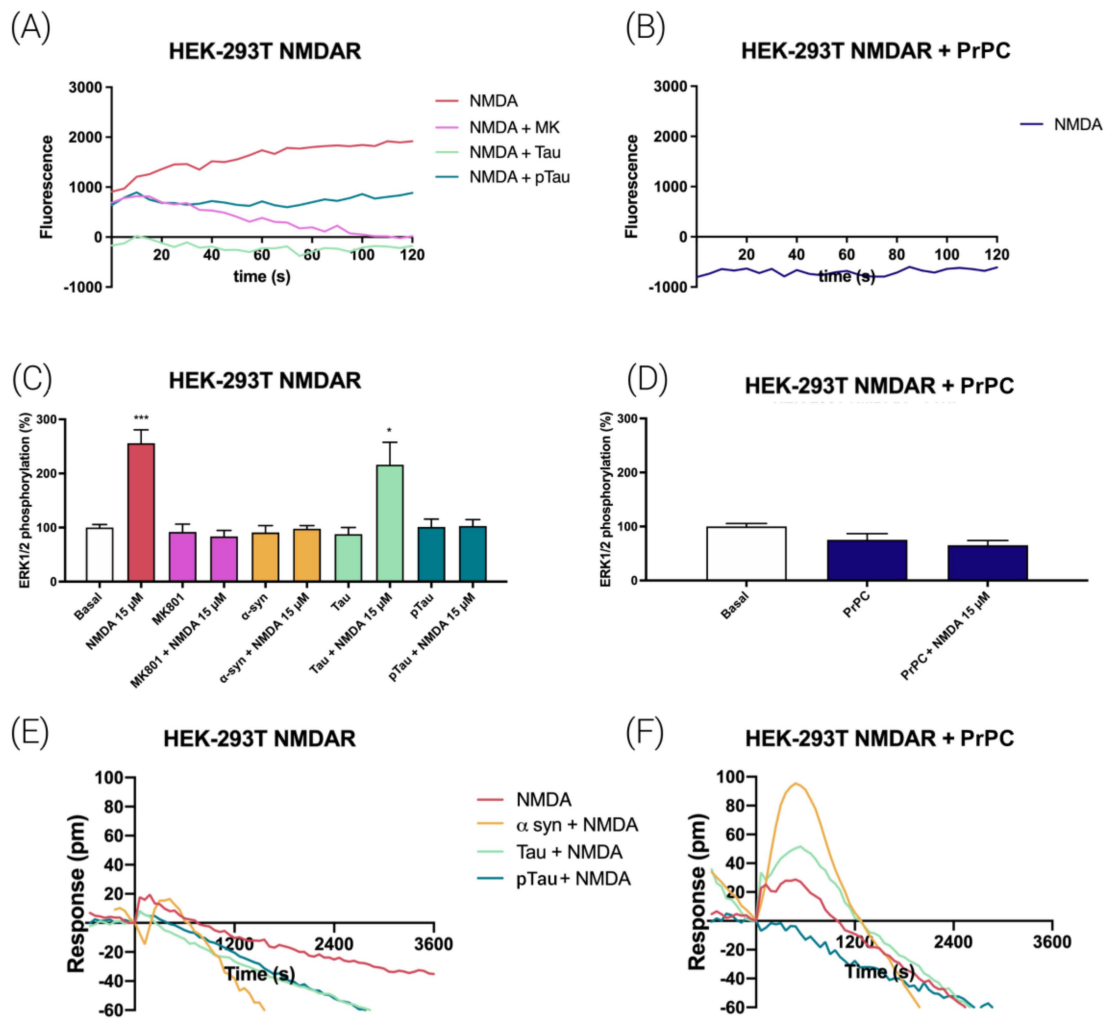 (A)
HEK-293T NMDAR
3000
2000
1000
0
-1000
Fluorescence
20
40
60
80
100
120
time (s)
NMDA
NMDA + MK
NMDA + Tau
NMDA + pTau
(B)
HEK-293T NMDAR + PrPC
3000
2000
1000
0
-1000
Fluorescence
20
40
60
80
100
120
time (s)
NMDA
(C)
HEK-293T NMDAR
ERK1/2 phosphorylation (%)
300
200
100
0
***
*
Basal
NMDA 15 µM
MK801
MK801 + NMDA 15 µM
α-syn
α-syn + NMDA 15 µM
Tau
Tau + NMDA 15 µM
pTau
pTau + NMDA 15 µM
(D)
HEK-293T NMDAR + PrPC
ERK1/2 phosphorylation (%)
300
200
100
0
Basal
PrPC
PrPC + NMDA 15 µM
(E)
HEK-293T NMDAR
Response (pm)
100
80
60
40
20
0
-20
-40
-60
1200
2400
3600
Time (s)
NMDA
α syn + NMDA
Tau + NMDA
pTau + NMDA
(F)
HEK-293T NMDAR + PrPC
Response (pm)
100
80
60
40
20
0
-20
-40
-60
1200
2400
3600
Time (s)